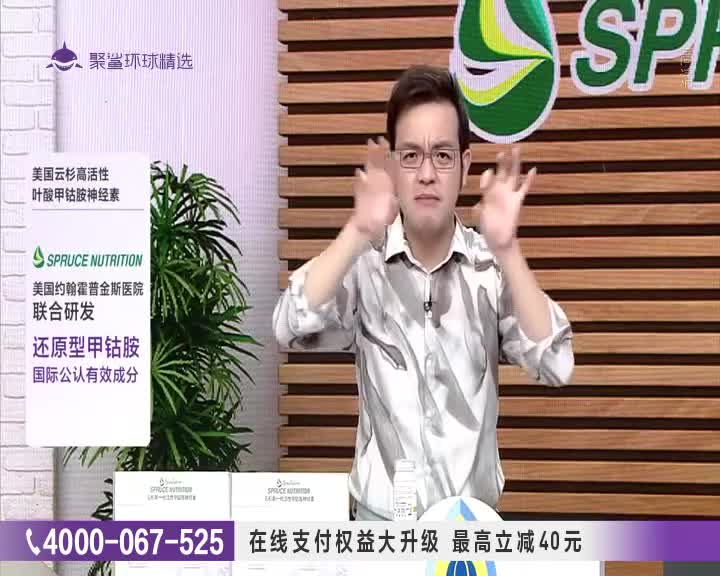 聚鲨环球精选
SPR
美国云杉高活性
叶酸甲钴胺神经素
SPRUCE NUTRITION
美国约翰霍普金斯医院
联合研发
还原型甲钴胺
国际公认有效成分
SPRUCE NUTRITION
SPRUCE NUTRITION
4000-067-525
在线支付权益大升级 最高立减40元